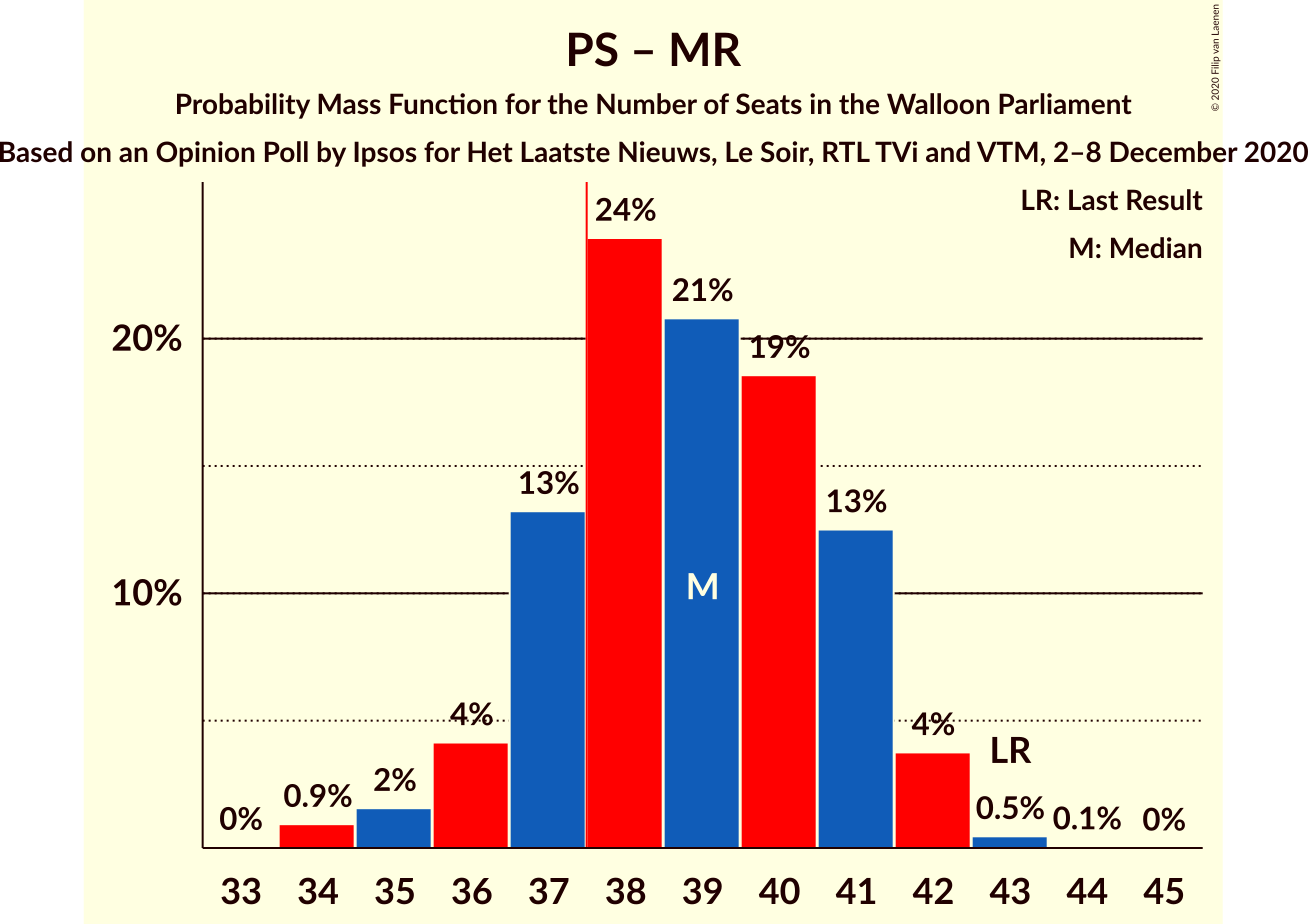 PS – MR
Probability Mass Function for the Number of Seats in the Walloon Parliament
Based on an Opinion Poll by Ipsos for Het Laatste Nieuws, Le Soir, RTL TVi and VTM, 2–8 December 2020
© 2020 Filip van Laenen
LR: Last Result
M: Median
24%
21%
20%
19%
13%
13%
10%
M
4%
4%
LR
2%
0.9%
0.5%
0%
0.1%
0%
33 34 35 36 37 38 39 40 41 42 43 44 45